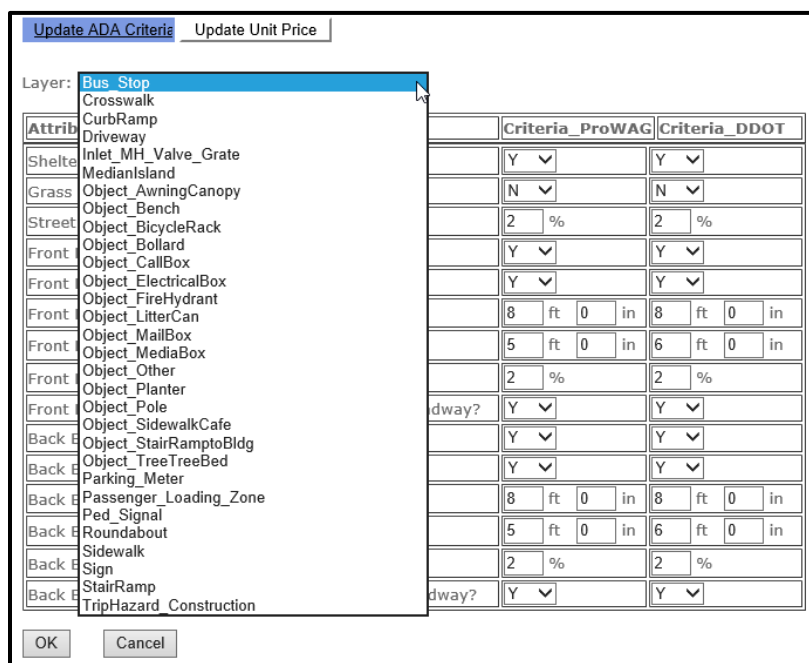 Update ADA Criteria Update Unit Price
Layer: Bus_Stop
Crosswalk
CurbRamp
Driveway
Inlet_MH_Valve_Grate
MedianIsland
Object_AwningCanopy
Object_Bench
Object_BicycleRack
Object_Bollard
Object_CallBox
Object_ElectricalBox
Object_FireHydrant
Object_LitterCan
Object_MailBox
Object_MediaBox
Object_Other
Object_Planter
Object_Pole
Object_SidewalkCafe
Object_StairRamptoBldg
Object_TreeTreeBed
Parking_Meter
Passenger_Loading_Zone
Ped_Signal
Roundabout
Sidewalk
Sign
StairRamp
TripHazard_Construction
Attrib Criteria_ProWAG Criteria_DDOT
Shelte Y Y
Grass N N
Street 2 % 2 %
Front Y Y
Front Y Y
Front 8 ft 0 in 8 ft 0 in
Front 5 ft 0 in 6 ft 0 in
Front 2 % 2 %
Front dway? Y Y
Back Y Y
Back Y Y
Back 8 ft 0 in 8 ft 0 in
Back 5 ft 0 in 6 ft 0 in
Back 2 % 2 %
Back dway? Y Y
OK Cancel